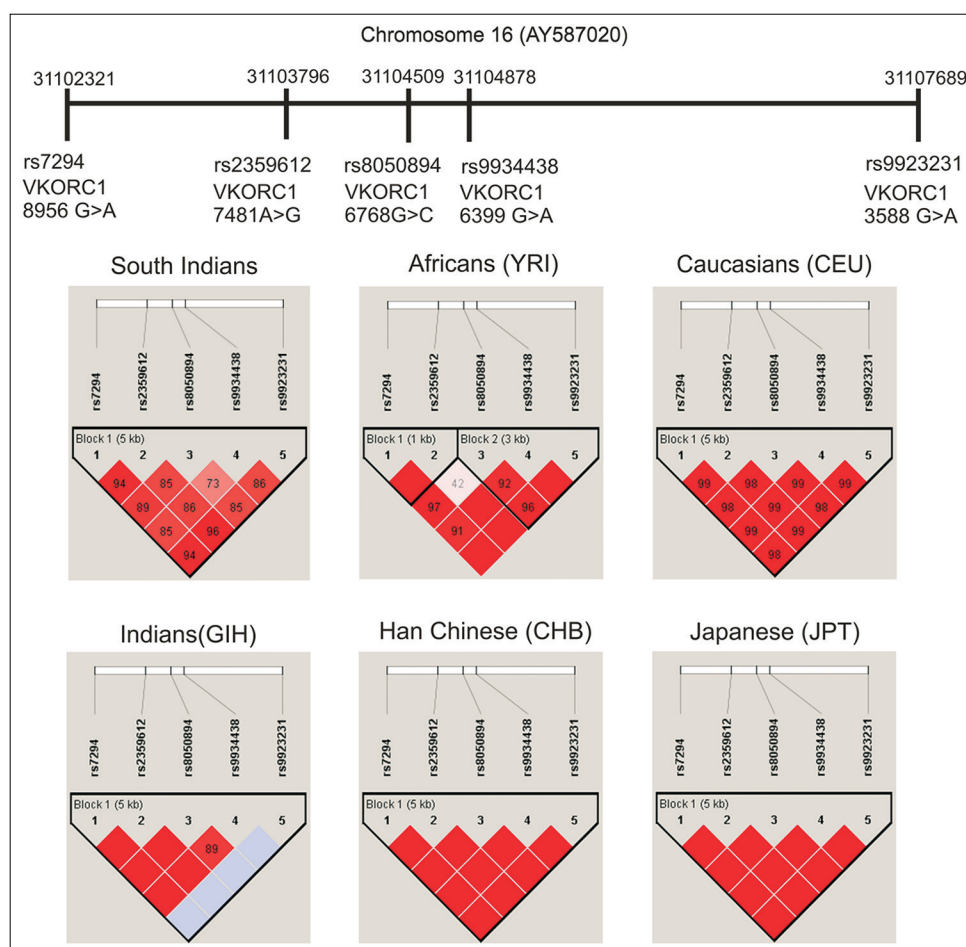 Chromosome 16 (AY587020)
31102321 31103796 31104509 31104878 31107689
rs7294 rs2359612 rs8050894 rs9934438 rs9923231
VKORC1 VKORC1 VKORC1 VKORC1 VKORC1
8956 G>A 7481A>G 6768G>C 6399 G>A 3588 G>A
South Indians
rs7294 rs2359612 rs8050894 rs9934438 rs9923231
Block 1 (5 kb)
1 2 3 4 5
94 85 73 86
89 86 85
85 96
94
Africans (YRI)
rs7294 rs2359612 rs8050894 rs9934438 rs9923231
Block 1 (1 kb) Block 2 (3 kb)
1 2 3 4 5
42 92
97 96
91
Caucasians (CEU)
rs7294 rs2359612 rs8050894 rs9934438 rs9923231
Block 1 (5 kb)
1 2 3 4 5
99 98 99 99
98 99 98
99 99
98
Indians(GIH)
rs7294 rs2359612 rs8050894 rs9934438 rs9923231
Block 1 (5 kb)
1 2 3 4 5
89
Han Chinese (CHB)
rs7294 rs2359612 rs8050894 rs9934438 rs9923231
Block 1 (5 kb)
1 2 3 4 5
Japanese (JPT)
rs7294 rs2359612 rs8050894 rs9934438 rs9923231
Block 1 (5 kb)
1 2 3 4 5